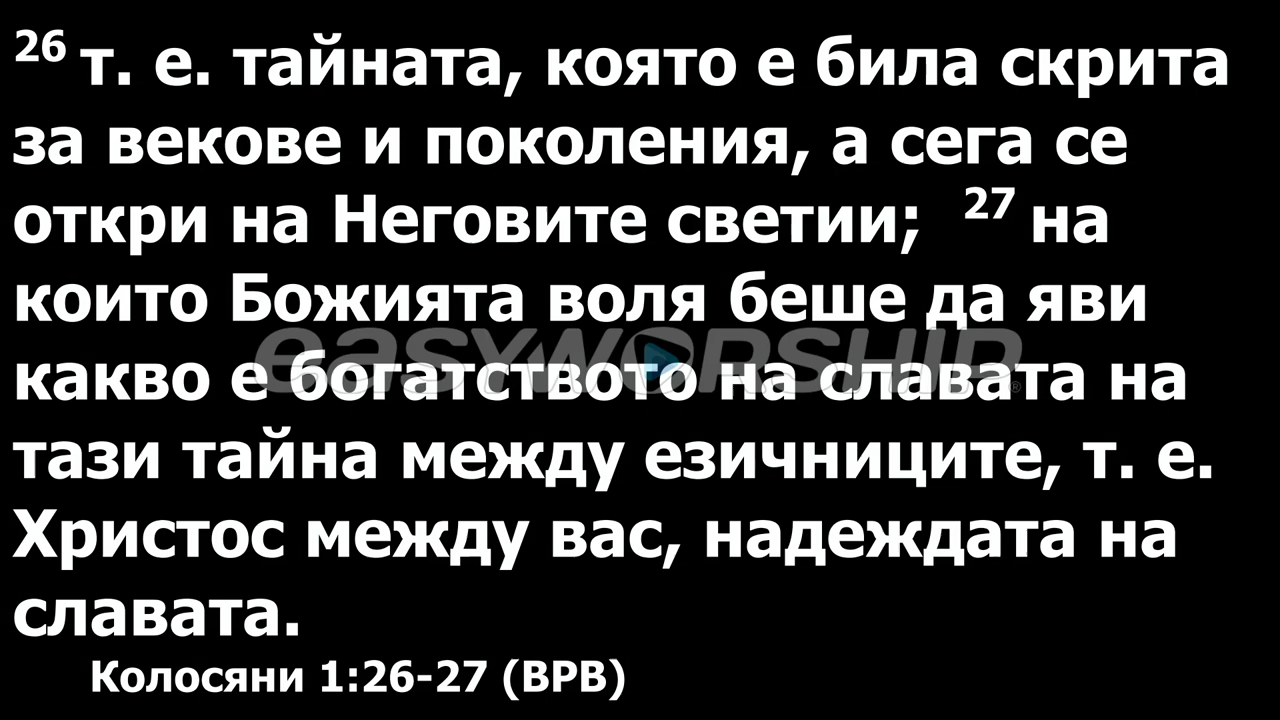 26 т. е. тайната, която е била скрита
за векове и поколения, а сега се
откри на Неговите светии; 27 на
които Божията воля беше да яви
какво е богатството на славата на
easyworship®
тази тайна между езичниците, т. е.
Христос между вас, надеждата на
славата.
Колосяни 1:26-27 (ВРВ)